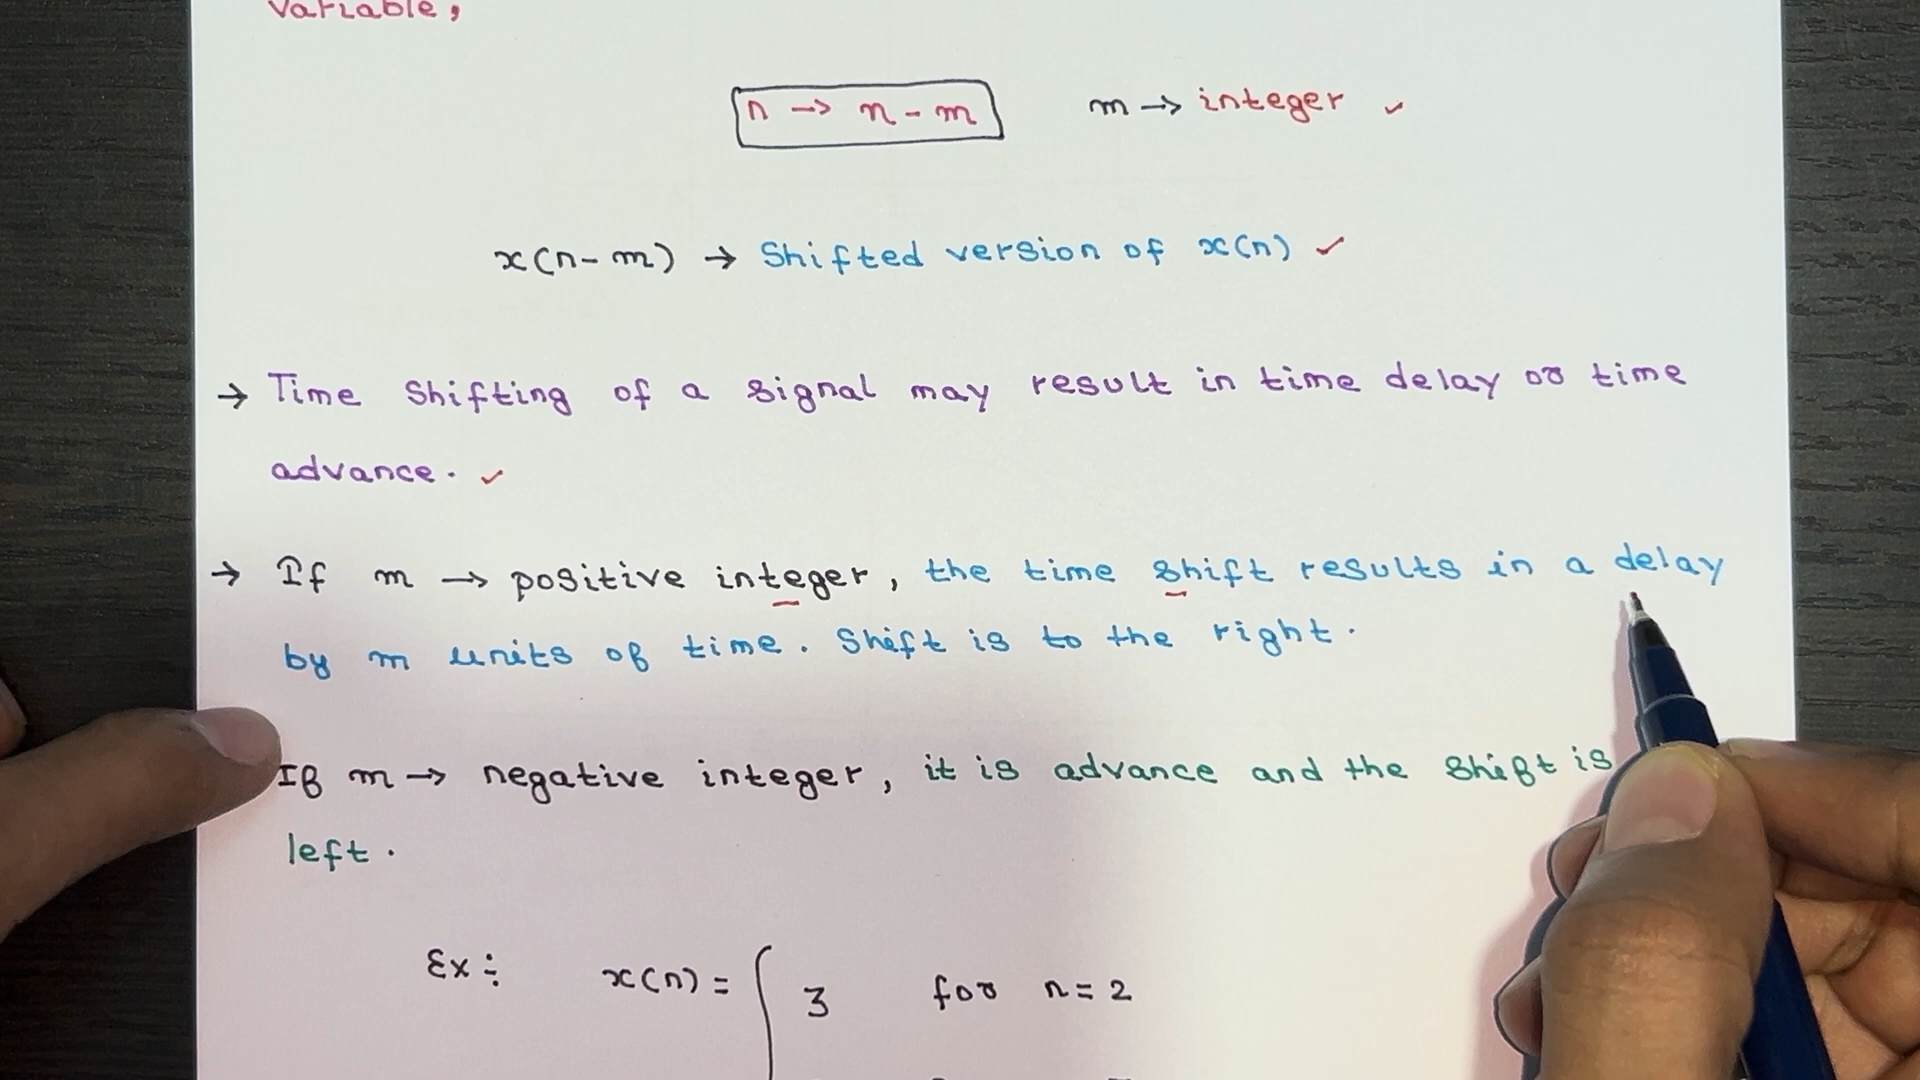 Variable,
n → n - m m → integer ✓
x(n-m) → Shifted version of x(n) ✓
→ Time Shifting of a signal may result in time delay or time
advance. ✓
→ If m → positive integer, the time shift results in a delay
by m units of time. Shift is to the right.
If m → negative integer, it is advance and the shift is
left.
Ex: x(n) = { 3 for n = 2